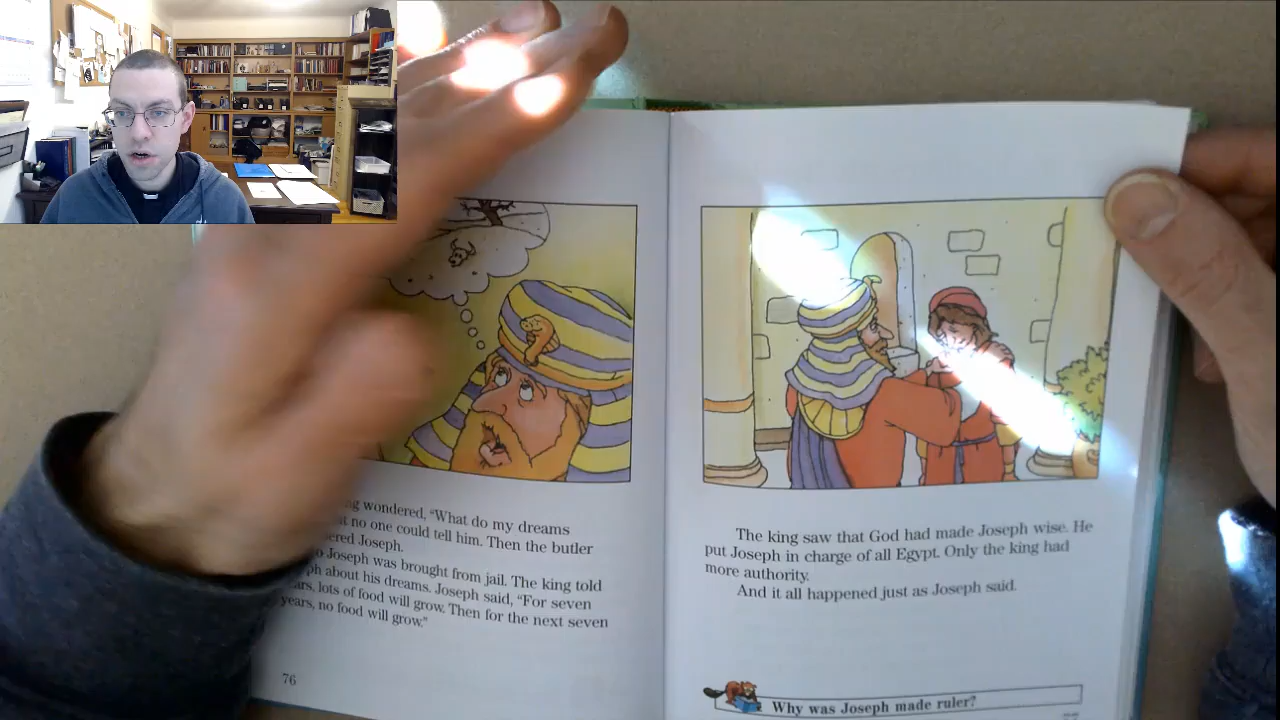 ng wondered, "What do my dreams
no one could tell him. Then the butler
ered Joseph.
Joseph was brought from jail. The king told
ph about his dreams. Joseph said, "For seven
ars, lots of food will grow. Then for the next seven
years, no food will grow."
76
The king saw that God had made Joseph wise. He
put Joseph in charge of all Egypt. Only the king had
more authority.
And it all happened just as Joseph said.
Why was Joseph made ruler?